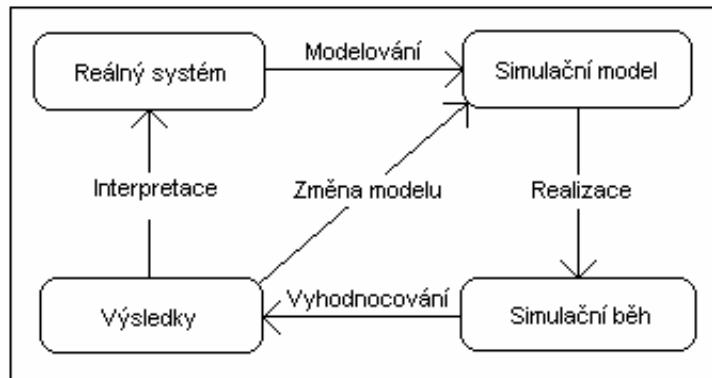 Modelování
Reálný systém
Simulační model
Interpretace
Změna modelu
Realizace
Vyhodnocování
Výsledky
Simulační běh